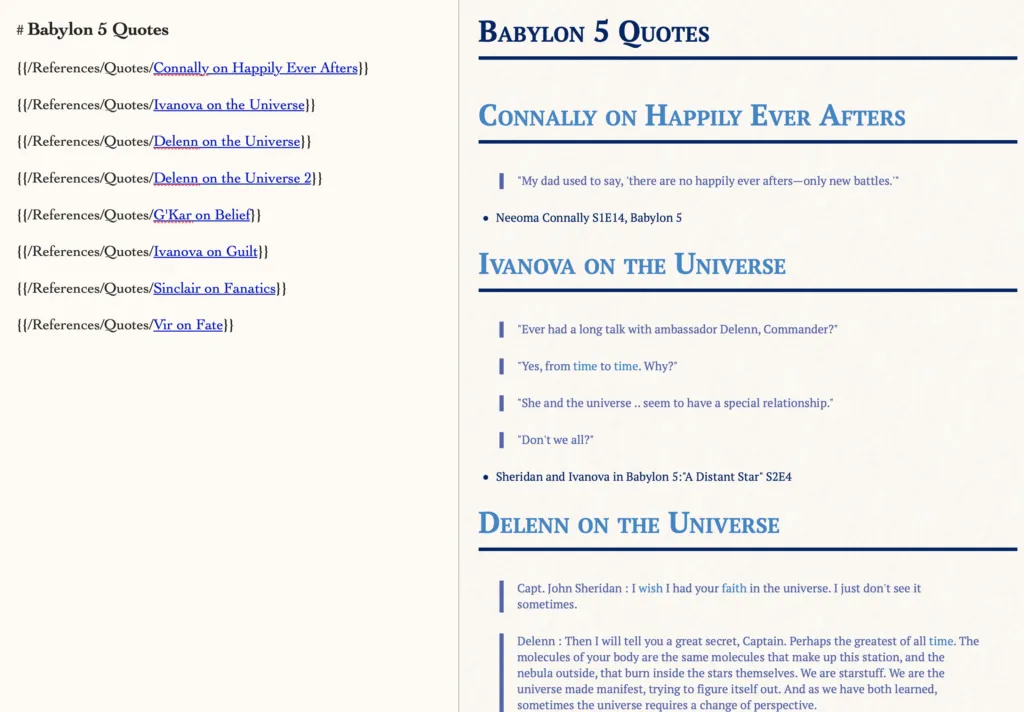 # Babylon 5 Quotes
{{/References/Quotes/Connally on Happily Ever Afters}}
{{/References/Quotes/Ivanova on the Universe}}
{{/References/Quotes/Delenn on the Universe}}
{{/References/Quotes/Delenn on the Universe 2}}
{{/References/Quotes/G'Kar on Belief}}
{{/References/Quotes/Ivanova on Guilt}}
{{/References/Quotes/Sinclair on Fanatics}}
{{/References/Quotes/Vir on Fate}}
Babylon 5 Quotes
Connally on Happily Ever Afters
"My dad used to say, 'there are no happily ever afters—only new battles.'"
• Neeoma Connally S1E14, Babylon 5
Ivanova on the Universe
"Ever had a long talk with ambassador Delenn, Commander?"
"Yes, from time to time. Why?"
"She and the universe .. seem to have a special relationship."
"Don't we all?"
• Sheridan and Ivanova in Babylon 5:"A Distant Star" S2E4
Delenn on the Universe
Capt. John Sheridan : I wish I had your faith in the universe. I just don't see it
sometimes.
Delenn : Then I will tell you a great secret, Captain. Perhaps the greatest of all time. The
molecules of your body are the same molecules that make up this station, and the
nebula outside, that burn inside the stars themselves. We are starstuff. We are the
universe made manifest, trying to figure itself out. And as we have both learned,
sometimes the universe requires a change of perspective.